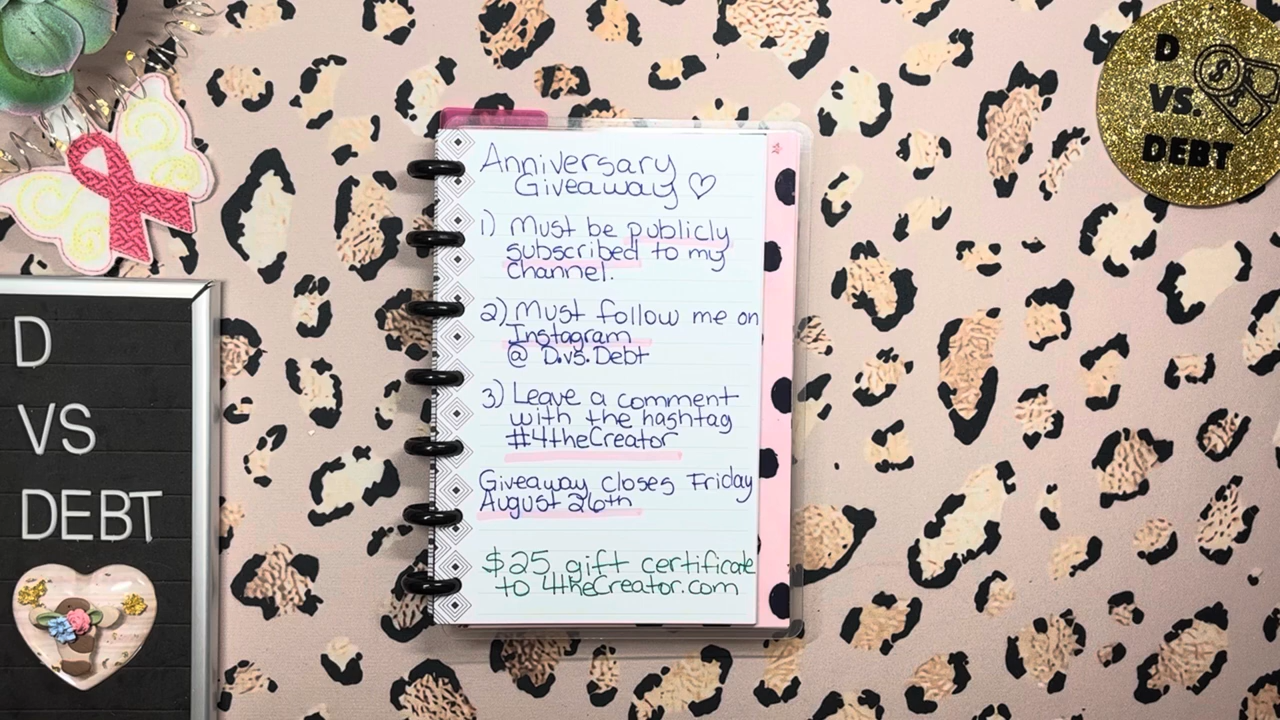 Anniversary
Giveaway ♡
1) Must be publicly
subscribed to my
channel.
2) Must follow me on
Instagram
@ D.vs.Debt
3) Leave a comment
with the hashtag
#4theCreator
Giveaway closes Friday
August 26th
$25 gift certificate
to 4theCreator.com
D
VS
DEBT
D
VS.
DEBT